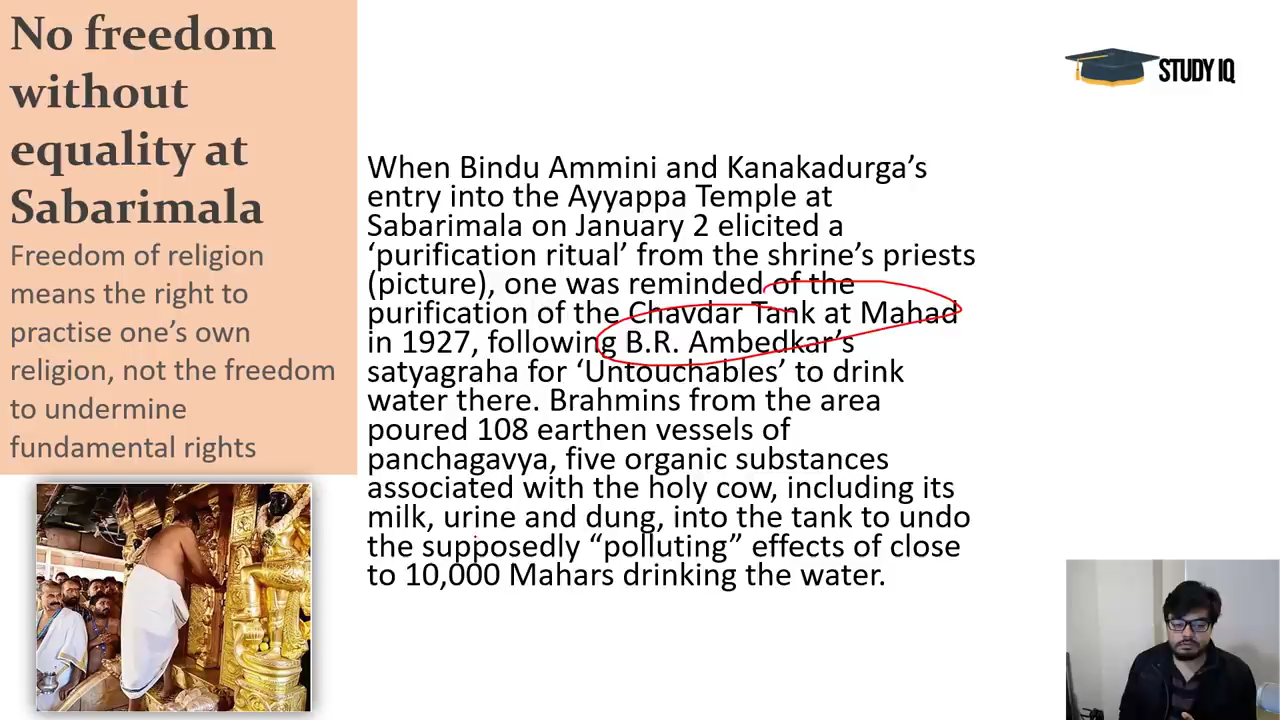 No freedom
without
equality at
Sabarimala
Freedom of religion
means the right to
practise one's own
religion, not the freedom
to undermine
fundamental rights
STUDY IQ
When Bindu Ammini and Kanakadurga’s
entry into the Ayyappa Temple at
Sabarimala on January 2 elicited a
‘purification ritual’ from the shrine’s priests
(picture), one was reminded of the
purification of the Chavdar Tank at Mahad
in 1927, following B.R. Ambedkar’s
satyagraha for ‘Untouchables’ to drink
water there. Brahmins from the area
poured 108 earthen vessels of
panchagavya, five organic substances
associated with the holy cow, including its
milk, urine and dung, into the tank to undo
the supposedly “polluting” effects of close
to 10,000 Mahars drinking the water.